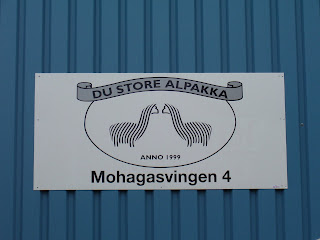 DU STORE ALPAKKA
ANNO 1999
Mohagasvingen 4